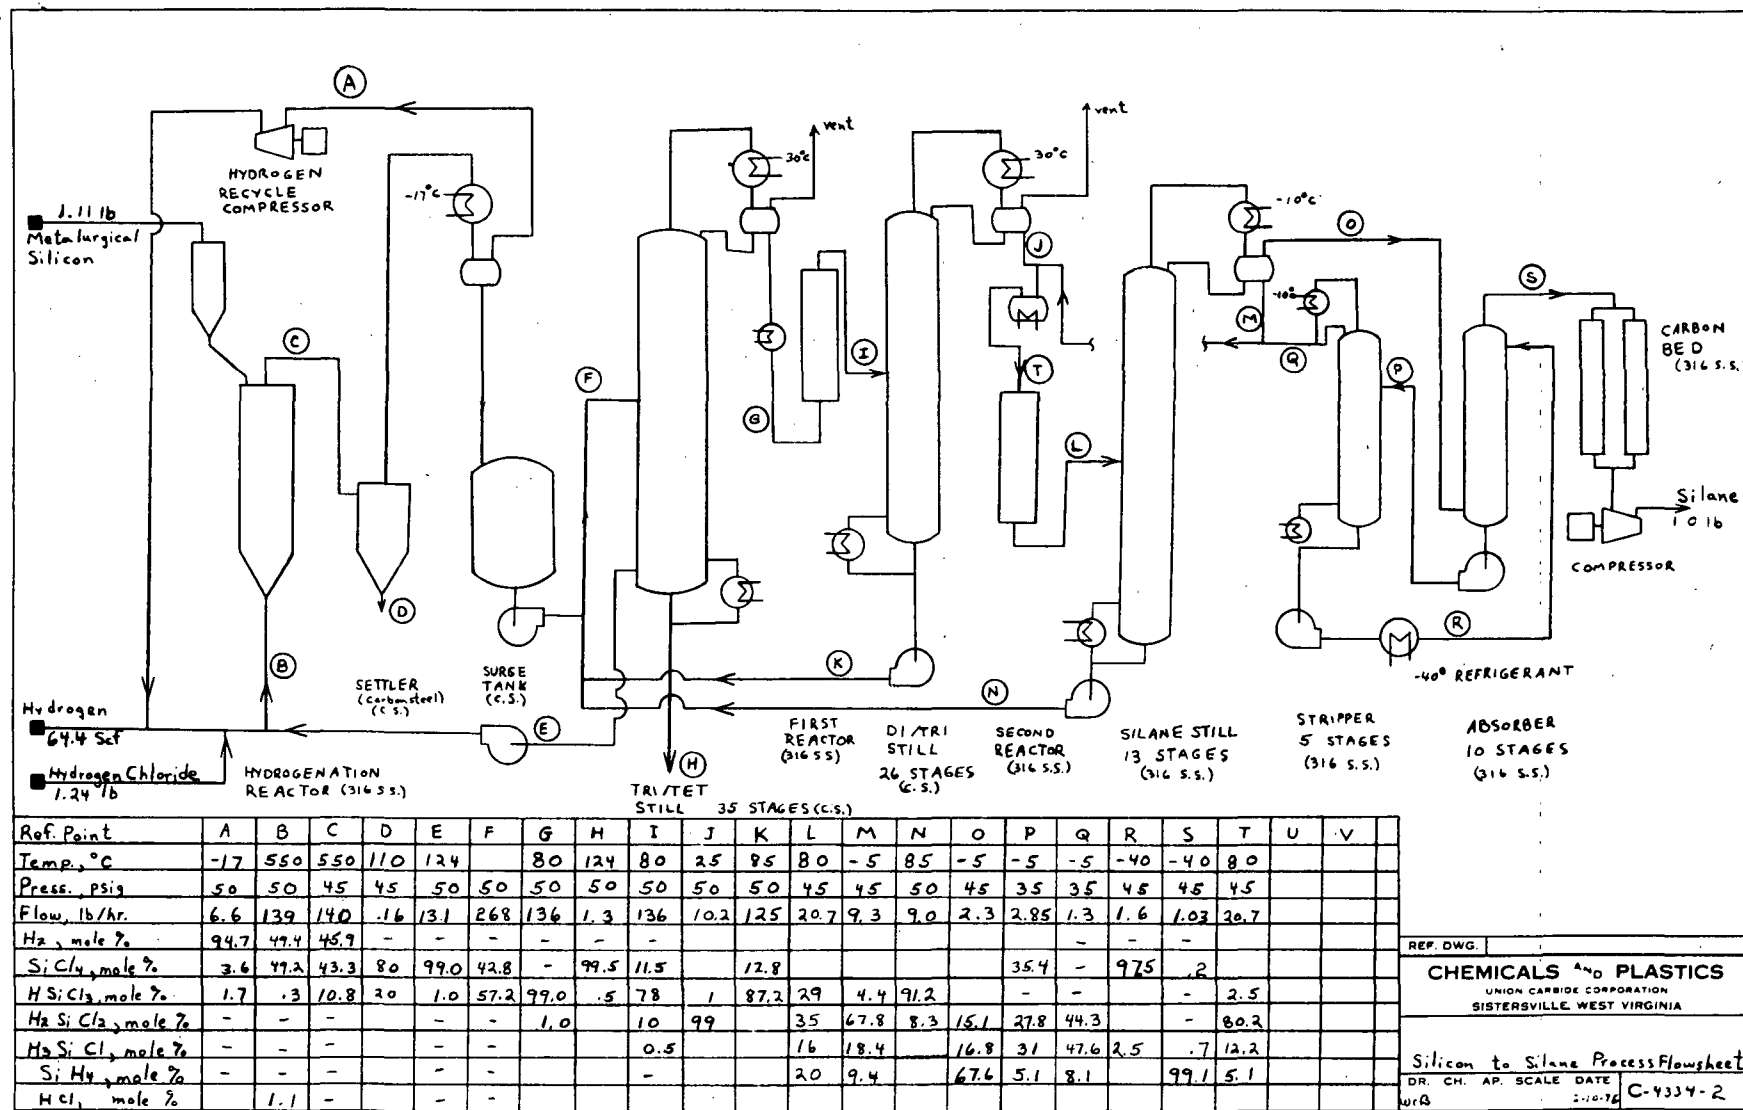 A
vent
vent
HYDROGEN
RECYCLE
COMPRESSOR
-17°C
30°C
30°C
-10°C
1.11 lb
Metalurgical
Silicon
O
J
S
-40°
M
Q
CARBON
BED
(316 S.S.)
C
F
I
T
P
G
L
Silane
1.0 lb
COMPRESSOR
D
B
K
N
R
-40° REFRIGERANT
SETTLER
(Carbon steel)
(C.S.)
SURGE
TANK
(C.S.)
E
H
FIRST
REACTOR
(316 SS)
DI/TRI
STILL
26 STAGES
(C.S.)
SECOND
REACTOR
(316 S.S.)
SILANE STILL
13 STAGES
(316 S.S.)
STRIPPER
5 STAGES
(316 S.S.)
ABSORBER
10 STAGES
(316 S.S.)
Hydrogen
64.4 Scf
Hydrogen Chloride
1.24 lb
HYDROGENATION
REACTOR (316 S.S.)
TRI/TET
STILL 35 STAGES (C.S.)
Ref. Point A B C D E F G H I J K L M N O P Q R S T U V
Temp., °C -17 550 550 110 124 80 124 80 25 85 80 -5 85 -5 -5 -5 -40 -40 80
Press., psig 50 50 45 45 50 50 50 50 50 50 50 45 45 50 45 35 35 45 45 45
Flow, lb/hr. 6.6 139 140 .16 131 268 136 1.3 136 10.2 125 20.7 9.3 9.0 2.3 2.85 1.3 1.6 1.03 20.7
H2, mole % 94.7 49.4 45.9 - - - - - - - - -
SiCl4, mole % 3.6 49.2 43.3 80 99.0 42.8 - 99.5 11.5 12.8 35.4 - 97.5 .2
HSiCl3, mole % 1.7 .3 10.8 20 1.0 57.2 99.0 .5 78 1 87.2 29 4.4 91.2 - - - - 2.5
H2SiCl2, mole % - - - - - 1.0 10 99 35 67.8 8.3 15.1 27.8 44.3 - 80.2
H3SiCl, mole % - - - - - 0.5 16 18.4 16.8 31 47.6 2.5 .7 12.2
SiH4, mole % - - - - - - 20 9.4 67.6 5.1 8.1 99.1 5.1
HCl, mole % 1.1 - - -
REF. DWG.
CHEMICALS AND PLASTICS
UNION CARBIDE CORPORATION
SISTERSVILLE, WEST VIRGINIA
Silicon to Silane Process Flowsheet
DR. CH. AP. SCALE DATE
WrB C-4334-2